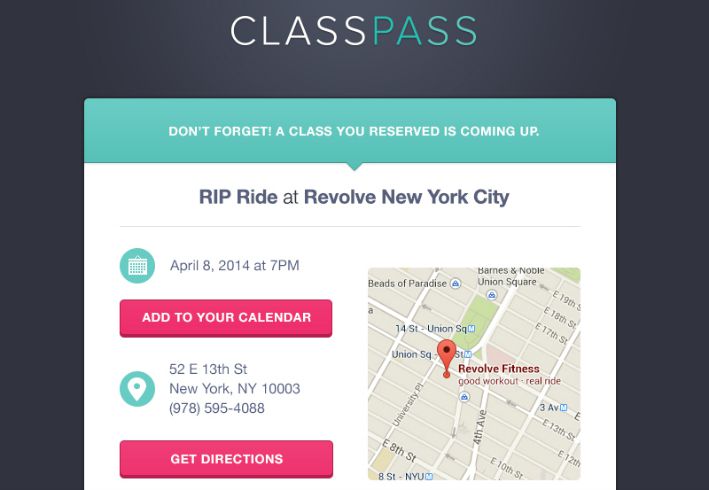 CLASSPASS
DON'T FORGET! A CLASS YOU RESERVED IS COMING UP.
RIP Ride at Revolve New York City
April 8, 2014 at 7PM
ADD TO YOUR CALENDAR
52 E 13th St
New York, NY 10003
(978) 595-4088
GET DIRECTIONS
Barnes & Noble
Union Square
Beads of Paradise
E 19th S
E 18th St
E 17th St
a
14 St - Union Sq
Union Sq
St
Revolve Fitness
good workout · real ride
University Pl
4th Ave
3 Av
E 13th St
E 12th St
E 8th St
8 St - NYU